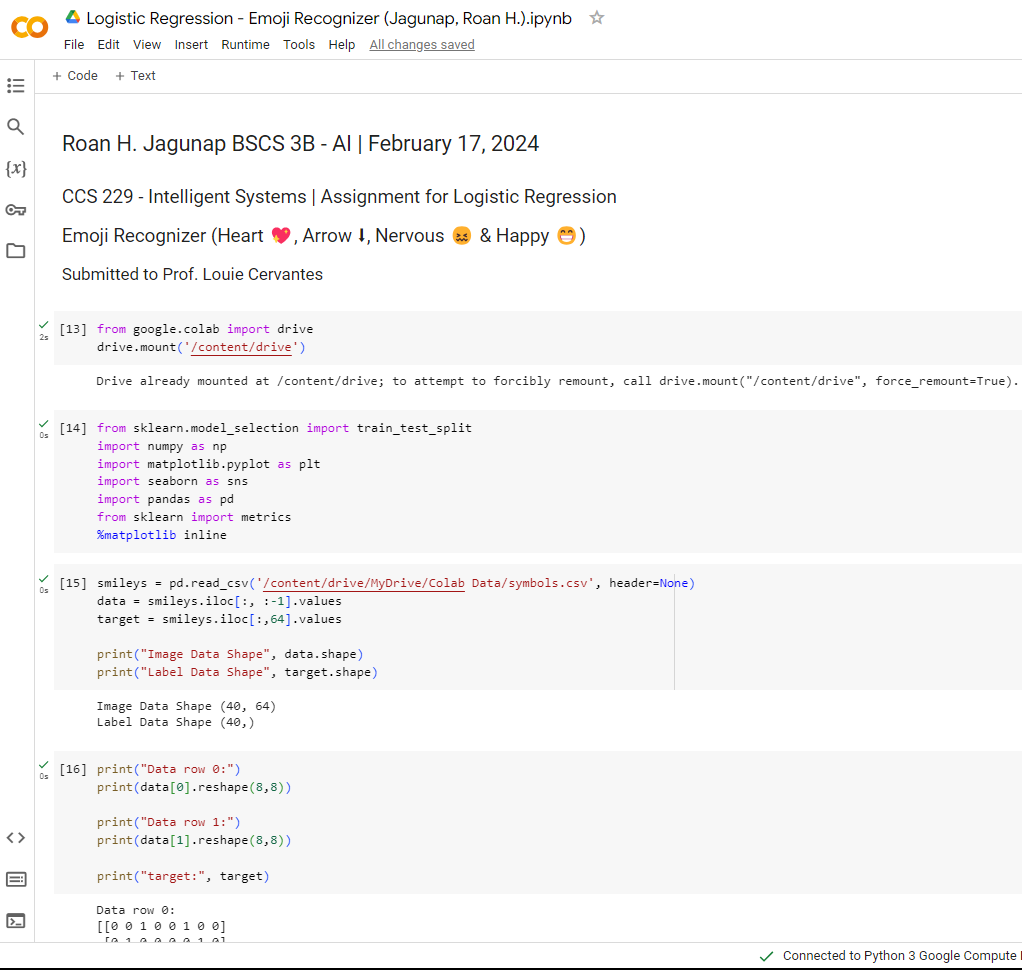 Logistic Regression - Emoji Recognizer (Jagunap, Roan H.).ipynb
File Edit View Insert Runtime Tools Help All changes saved
+ Code + Text
Roan H. Jagunap BSCS 3B - AI | February 17, 2024
CCS 229 - Intelligent Systems | Assignment for Logistic Regression
Emoji Recognizer (Heart 💖, Arrow ⬇, Nervous 😖 & Happy 😁)
Submitted to Prof. Louie Cervantes
2s
[13] from google.colab import drive
drive.mount('/content/drive')
Drive already mounted at /content/drive; to attempt to forcibly remount, call drive.mount("/content/drive", force_remount=True).
0s
[14] from sklearn.model_selection import train_test_split
import numpy as np
import matplotlib.pyplot as plt
import seaborn as sns
import pandas as pd
from sklearn import metrics
%matplotlib inline
0s
[15] smileys = pd.read_csv('/content/drive/MyDrive/Colab Data/symbols.csv', header=None)
data = smileys.iloc[:, :-1].values
target = smileys.iloc[:,64].values
print("Image Data Shape", data.shape)
print("Label Data Shape", target.shape)
Image Data Shape (40, 64)
Label Data Shape (40,)
0s
[16] print("Data row 0:")
print(data[0].reshape(8,8))
print("Data row 1:")
print(data[1].reshape(8,8))
print("target:", target)
Data row 0:
[[0 0 1 0 0 1 0 0]
[0 1 0 0 0 0 1 0]
Connected to Python 3 Google Compute